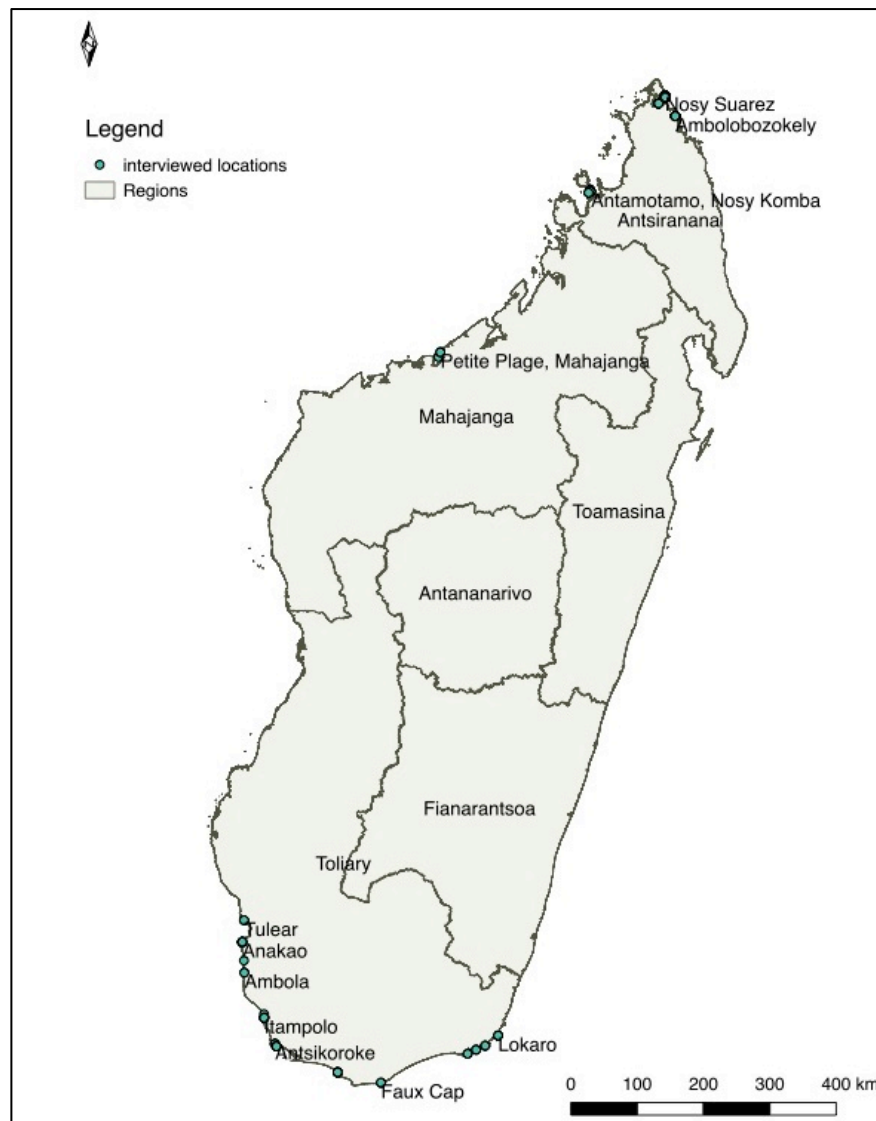 Legend
interviewed locations
Regions
Nosy Suarez
Ambolobozokely
Antamotamo, Nosy Komba
Antsiranana
Petite Plage, Mahajanga
Mahajanga
Toamasina
Antananarivo
Fianarantsoa
Toliary
Tulear
Anakao
Ambola
Itampolo
Antsikoroke
Lokaro
Faux Cap
0 100 200 300 400 km